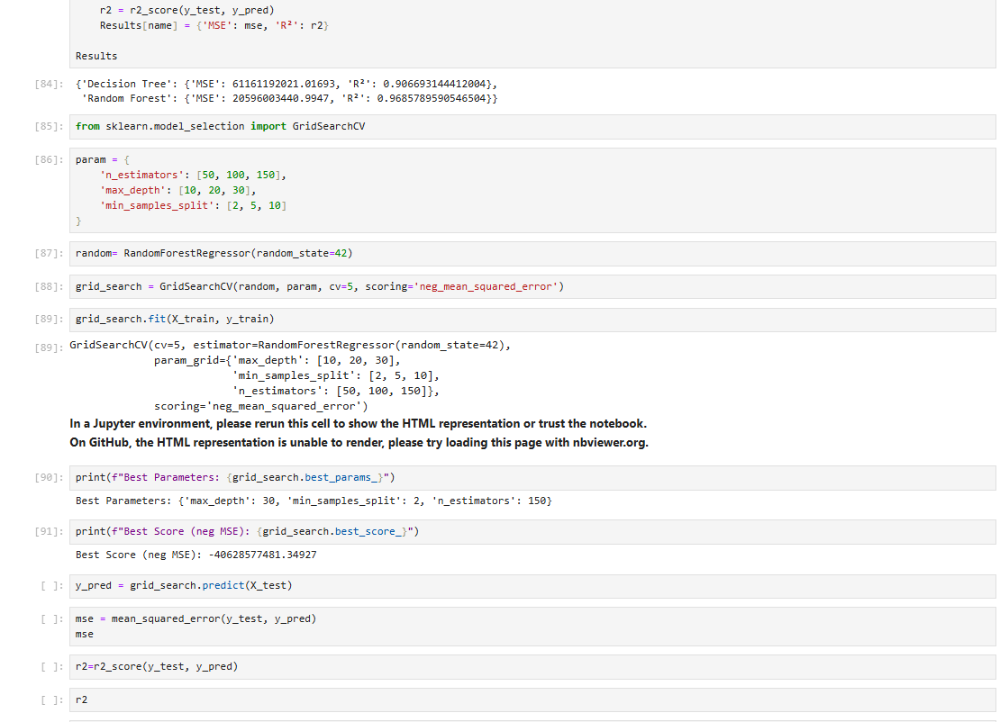 r2 = r2_score(y_test, y_pred)
Results[name] = {'MSE': mse, 'R²': r2}
Results
[84]: {'Decision Tree': {'MSE': 61161192021.01693, 'R²': 0.906693144412004},
'Random Forest': {'MSE': 20596003440.9947, 'R²': 0.9685789590546504}}
[85]: from sklearn.model_selection import GridSearchCV
[86]: param = {
'n_estimators': [50, 100, 150],
'max_depth': [10, 20, 30],
'min_samples_split': [2, 5, 10]
}
[87]: random= RandomForestRegressor(random_state=42)
[88]: grid_search = GridSearchCV(random, param, cv=5, scoring='neg_mean_squared_error')
[89]: grid_search.fit(X_train, y_train)
[89]: GridSearchCV(cv=5, estimator=RandomForestRegressor(random_state=42),
param_grid={'max_depth': [10, 20, 30],
'min_samples_split': [2, 5, 10],
'n_estimators': [50, 100, 150]},
scoring='neg_mean_squared_error')
In a Jupyter environment, please rerun this cell to show the HTML representation or trust the notebook.
On GitHub, the HTML representation is unable to render, please try loading this page with nbviewer.org.
[90]: print(f"Best Parameters: {grid_search.best_params_}")
Best Parameters: {'max_depth': 30, 'min_samples_split': 2, 'n_estimators': 150}
[91]: print(f"Best Score (neg MSE): {grid_search.best_score_}")
Best Score (neg MSE): -40628577481.34927
[ ]: y_pred = grid_search.predict(X_test)
[ ]: mse = mean_squared_error(y_test, y_pred)
mse
[ ]: r2=r2_score(y_test, y_pred)
[ ]: r2